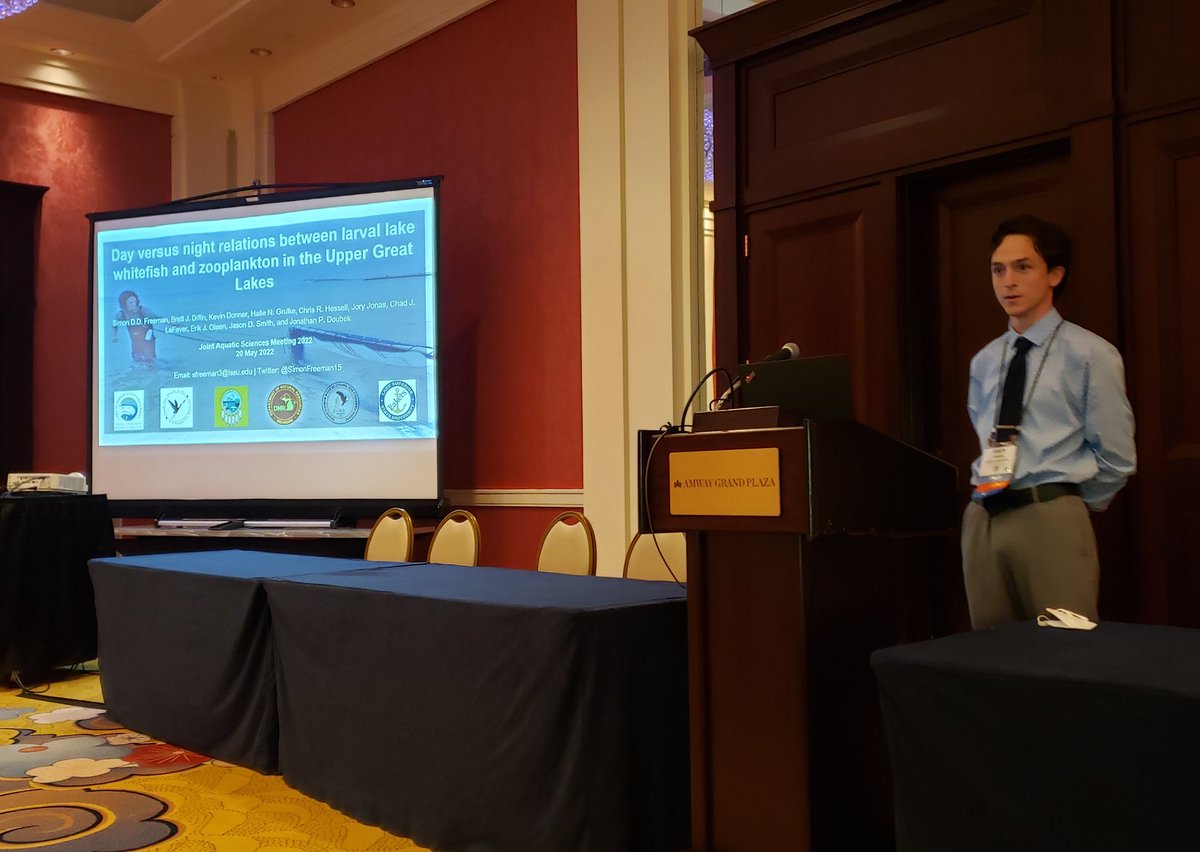 Day versus night relations between larval lake
whitefish and zooplankton in the Upper Great
Lakes
Simon D.D. Freeman, Brett J. Diffin, Kevin Donner, Halle N. Grulke, Chris R. Hessell, Jory Jonas, Chad J.
LaFaver, Erik J. Olsen, Jason D. Smith, and Jonathan P. Doubek
Joint Aquatic Sciences Meeting 2022
20 May 2022
Email: sfreeman3@lssu.edu | Twitter: @SimonFreeman15
DNR
AMWAY GRAND PLAZA